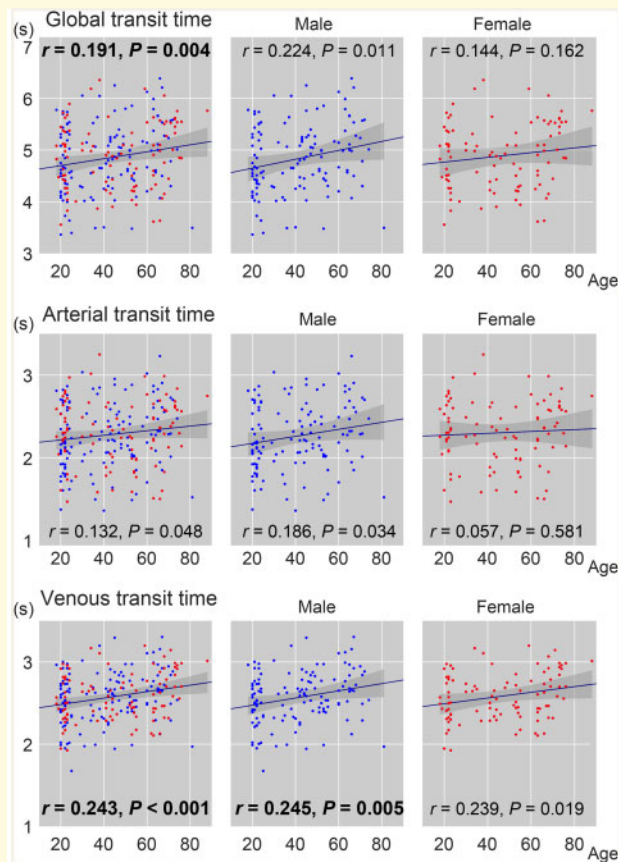 (s) Global transit time Male Female
7 r = 0.191, P = 0.004 r = 0.224, P = 0.011 r = 0.144, P = 0.162
6
5
4
3
20 40 60 80 20 40 60 80 20 40 60 80 Age
(s) Arterial transit time Male Female
3
2
1 r = 0.132, P = 0.048 r = 0.186, P = 0.034 r = 0.057, P = 0.581
20 40 60 80 20 40 60 80 20 40 60 80 Age
(s) Venous transit time Male Female
3
2
r = 0.243, P < 0.001 r = 0.245, P = 0.005 r = 0.239, P = 0.019
1
20 40 60 80 20 40 60 80 20 40 60 80 Age